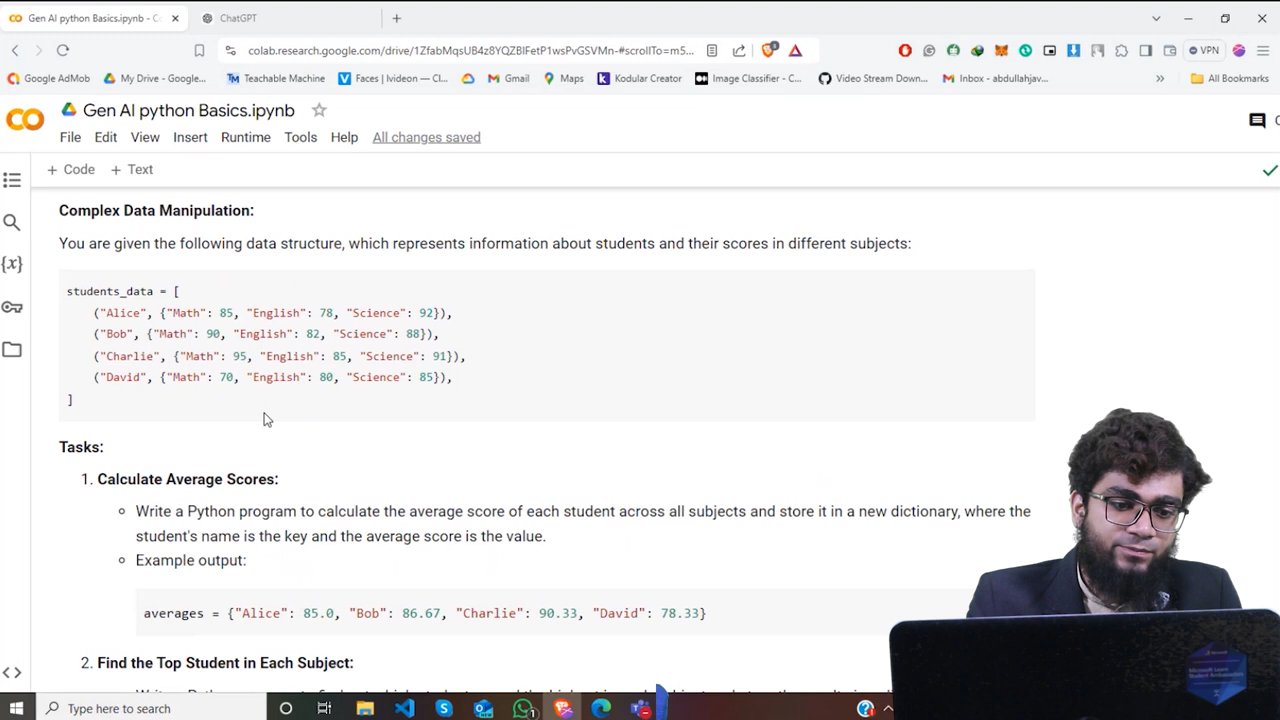 Gen AI python Basics.ipynb - Co
ChatGPT
colab.research.google.com/drive/1ZfabMqsUB4z8YQZBlFetP1wsPvGSVMn-#scrollTo=m5...
VPN
Google AdMob
My Drive - Google...
Teachable Machine
Faces | Ivideon — Cl...
Gmail
Maps
Kodular Creator
Image Classifier - C...
Video Stream Down...
Inbox - abdullahjav...
All Bookmarks
Gen AI python Basics.ipynb
File Edit View Insert Runtime Tools Help All changes saved
+ Code + Text
Complex Data Manipulation:
You are given the following data structure, which represents information about students and their scores in different subjects:
students_data = [
("Alice", {"Math": 85, "English": 78, "Science": 92}),
("Bob", {"Math": 90, "English": 82, "Science": 88}),
("Charlie", {"Math": 95, "English": 85, "Science": 91}),
("David", {"Math": 70, "English": 80, "Science": 85}),
]
Tasks:
1. Calculate Average Scores:
Write a Python program to calculate the average score of each student across all subjects and store it in a new dictionary, where the
student's name is the key and the average score is the value.
Example output:
averages = {"Alice": 85.0, "Bob": 86.67, "Charlie": 90.33, "David": 78.33}
2. Find the Top Student in Each Subject:
Type here to search
Microsoft Learn
Student Ambassador